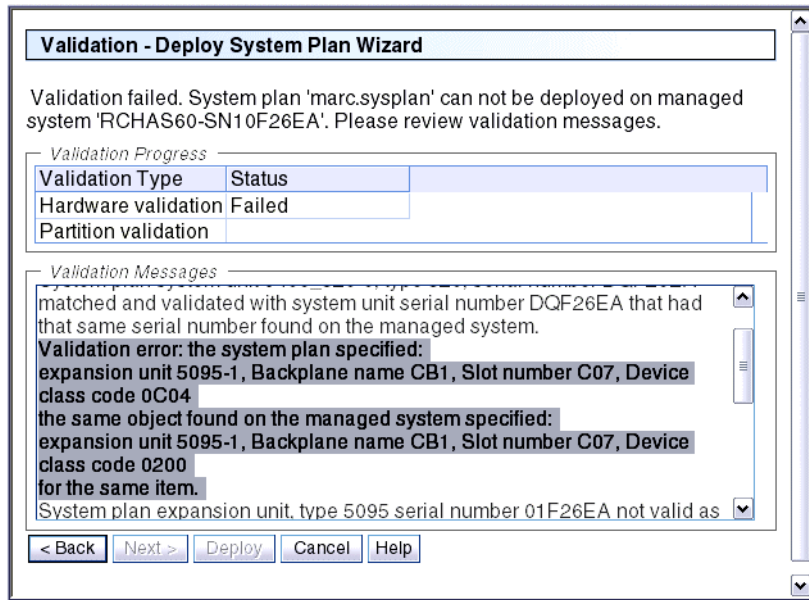 Validation - Deploy System Plan Wizard
Validation failed. System plan 'marc.sysplan' can not be deployed on managed
system 'RCHAS60-SN10F26EA'. Please review validation messages.
Validation Progress
Validation Type Status
Hardware validation Failed
Partition validation
Validation Messages
matched and validated with system unit serial number DQF26EA that had
that same serial number found on the managed system.
Validation error: the system plan specified:
expansion unit 5095-1, Backplane name CB1, Slot number C07, Device
class code 0C04
the same object found on the managed system specified:
expansion unit 5095-1, Backplane name CB1, Slot number C07, Device
class code 0200
for the same item.
System plan expansion unit, type 5095 serial number 01F26EA not valid as
< Back Next > Deploy Cancel Help